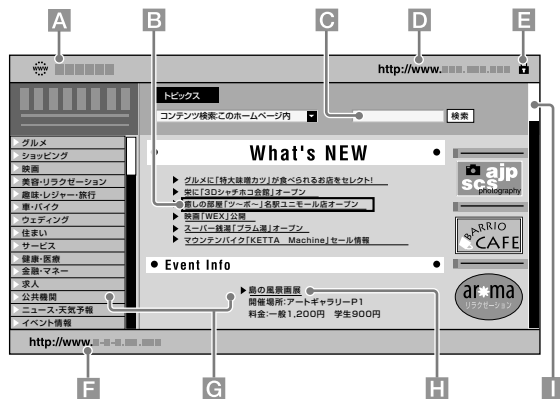 A
B
C
D
E
www
http://www.
トピックス
コンテンツ検索:このホームページ内
検索
グルメ
ショッピング
映画
美容・リラクゼーション
趣味・レジャー・旅行
車・バイク
ウェディング
住まい
サービス
健康・医療
金融・マネー
求人
公共機関
ニュース・天気予報
イベント情報
What's NEW
グルメに「特大味噌カツ」が食べられるお店をセレクト!
栄に「3Dシャチホコ会館」オープン
癒しの部屋「ツ~ボ~」名駅ユニモール店オープン
映画「WEX」公開
スーパー銭湯「プラム湯」オープン
マウンテンバイク「KETTA Machine」セール情報
Event Info
島の風景画展
開催場所:アートギャラリーP1
料金:一般1,200円 学生900円
ajp
scs
photography
BARRIO
CAFE
aroma
リラクゼーション
http://www.
F
G
H
I